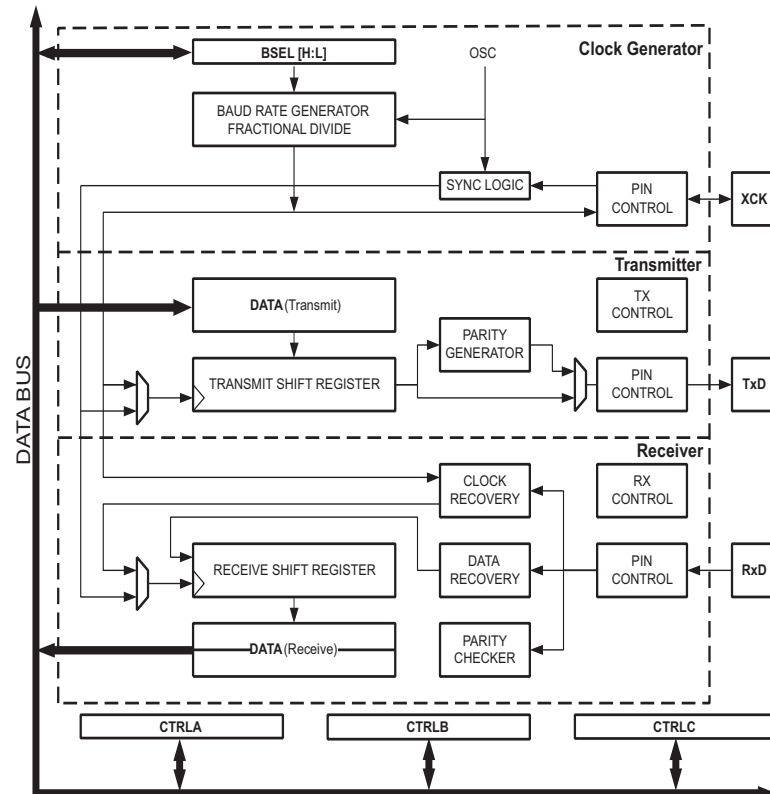 BSEL [H:L]
OSC
Clock Generator
BAUD RATE GENERATOR
FRACTIONAL DIVIDE
SYNC LOGIC
PIN
CONTROL
XCK
Transmitter
DATA (Transmit)
TX
CONTROL
PARITY
GENERATOR
TRANSMIT SHIFT REGISTER
PIN
CONTROL
TxD
DATA BUS
Receiver
CLOCK
RECOVERY
RX
CONTROL
RECEIVE SHIFT REGISTER
DATA
RECOVERY
PIN
CONTROL
RxD
DATA (Receive)
PARITY
CHECKER
CTRLA
CTRLB
CTRLC